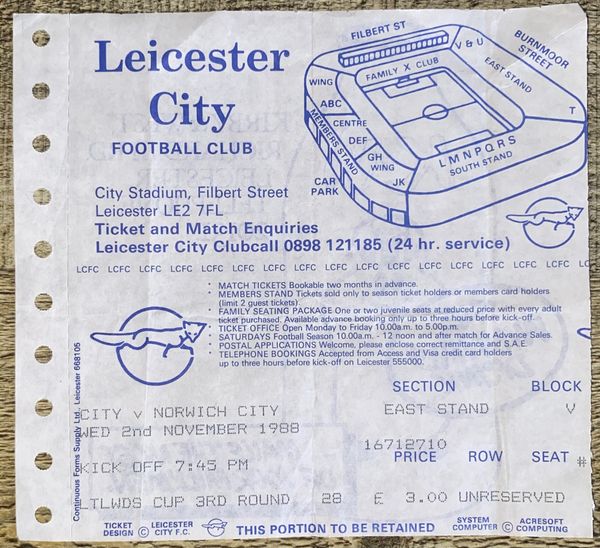 Leicester
City
FOOTBALL CLUB
City Stadium, Filbert Street
Leicester LE2 7FL
Ticket and Match Enquiries
Leicester City Clubcall 0898 121185 (24 hr. service)
FILBERT ST
BURNMOOR
STREET
V & U
EAST STAND
WING
FAMILY X CLUB
ABC
CENTRE
T
MEMBERS STAND
DEF
GH
WING
L M N P Q R S
SOUTH STAND
CAR
PARK
JK
LCFC LCFC LCFC LCFC LCFC LCFC LCFC LCFC LCFC LCFC LCFC LCFC LCFC LCFC LCFC LCFC LC
* MATCH TICKETS Bookable two months in advance.
* MEMBERS STAND Tickets sold only to season ticket holders or members card holders
(limit 2 guest tickets).
* FAMILY SEATING PACKAGE One or two juvenile seats at reduced price with every adult
ticket purchased. Available advance booking only up to three hours before kick-off.
* TICKET OFFICE Open Monday to Friday 10.00a.m. to 5.00p.m.
* SATURDAYS Football Season 10.00a.m. - 12 noon and after match for Advance Sales.
* POSTAL APPLICATIONS Welcome, please enclose correct remittance and S.A.E.
* TELEPHONE BOOKINGS Accepted from Access and Visa credit card holders
up to three hours before kick-off on Leicester 555000.
Continuous Forms Supply Ltd., Leicester 668105
SECTION BLOCK
CITY v NORWICH CITY EAST STAND V
WED 2nd NOVEMBER 1988
16712710
PRICE ROW SEAT #
KICK OFF 7:45 PM
LTLWDS CUP 3RD ROUND 28 £ 3.00 UNRESERVED
TICKET DESIGN © LEICESTER CITY F.C.
THIS PORTION TO BE RETAINED
SYSTEM COMPUTER © ACRESOFT COMPUTING